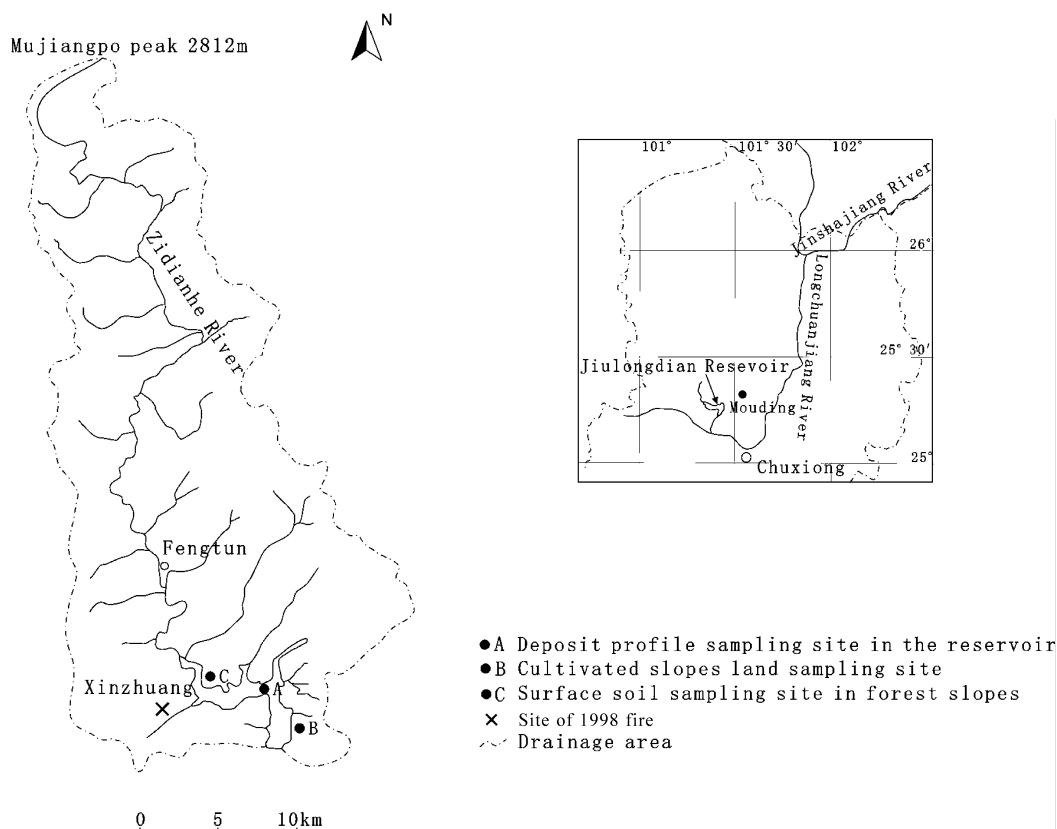 N
Mujiangpo peak 2812m
Zidianhe River
Fengtun
Xinzhuang
C
A
B
0 5 10km
101° 101° 30′ 102°
Jinshajiang River
26°
Longchuanjiang River
25° 30′
Jiulongdian Resevoir
Mouding
25°
Chuxiong
A Deposit profile sampling site in the reservoir
B Cultivated slopes land sampling site
C Surface soil sampling site in forest slopes
Site of 1998 fire
Drainage area